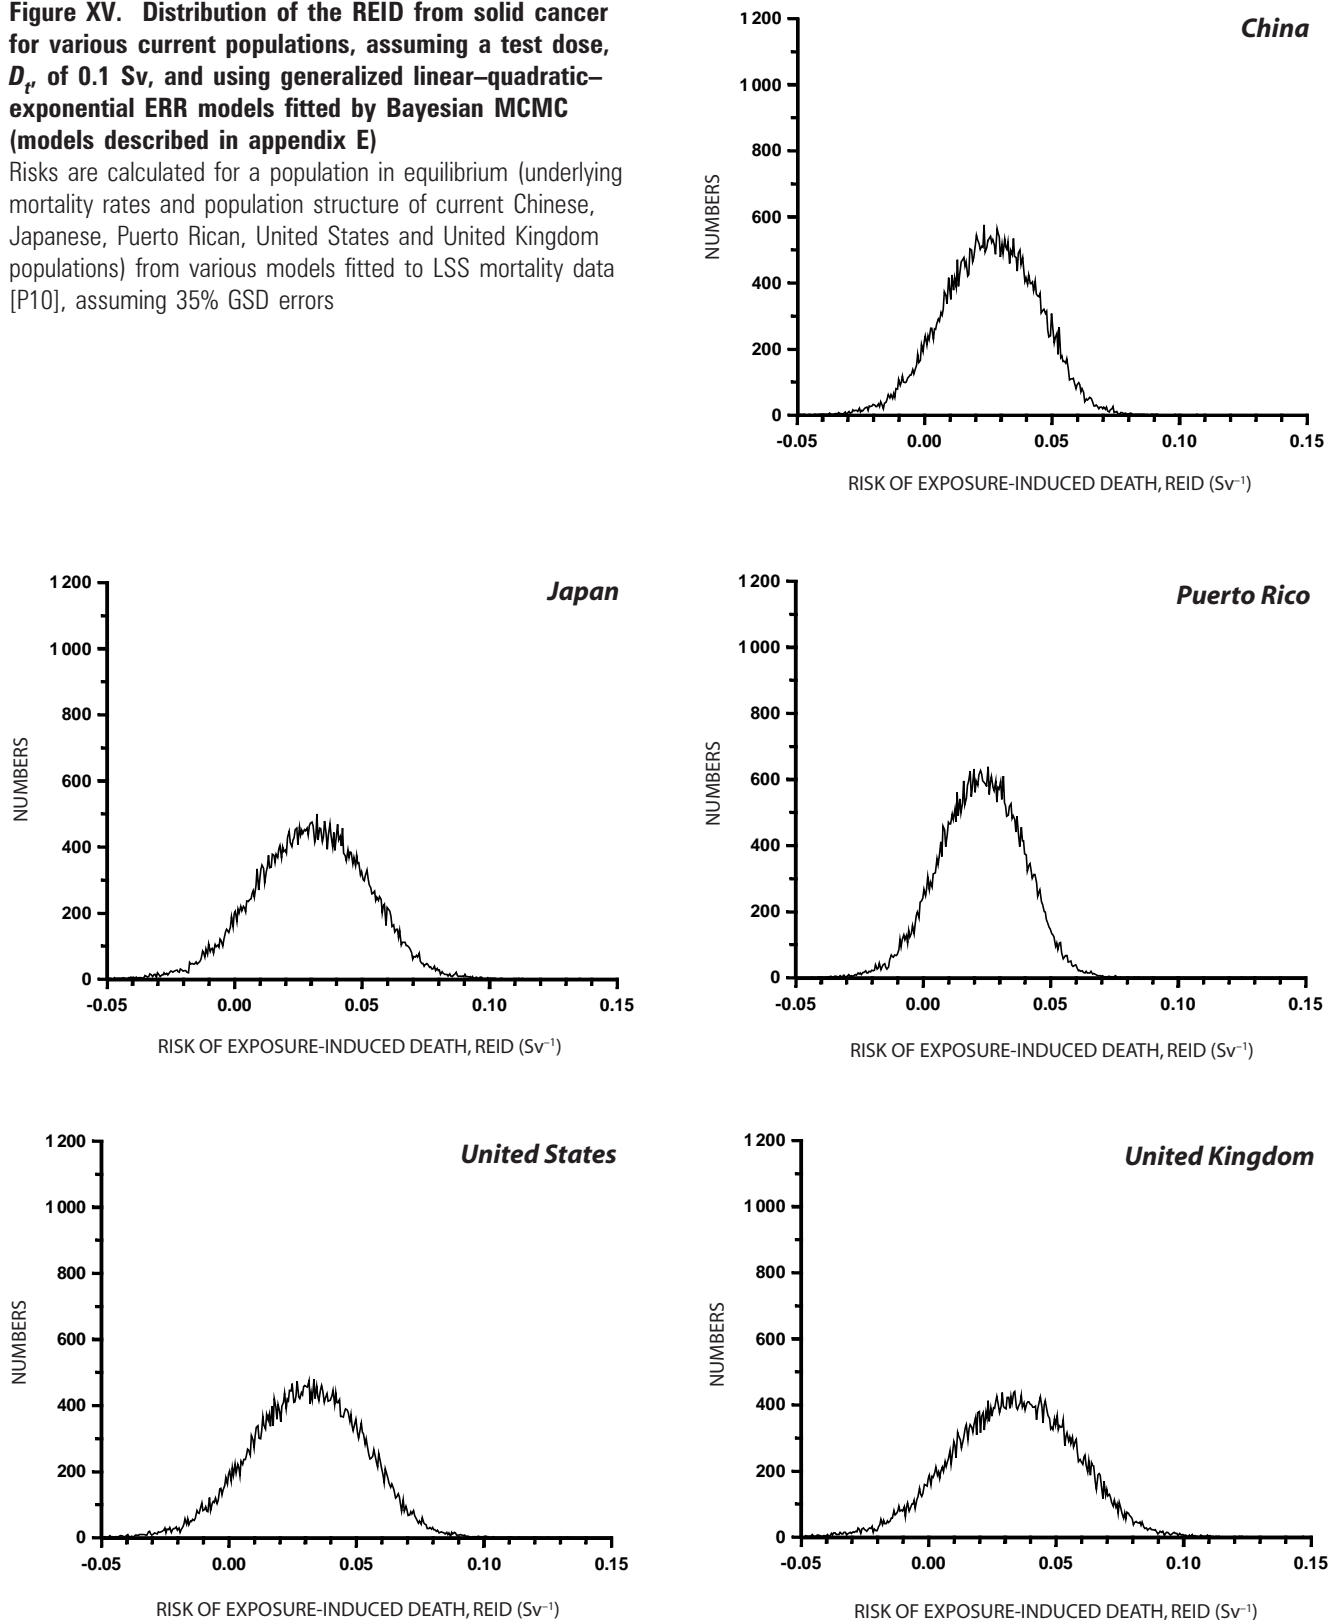 Figure XV. Distribution of the REID from solid cancer
for various current populations, assuming a test dose,
Dt, of 0.1 Sv, and using generalized linear–quadratic–
exponential ERR models fitted by Bayesian MCMC
(models described in appendix E)
Risks are calculated for a population in equilibrium (underlying
mortality rates and population structure of current Chinese,
Japanese, Puerto Rican, United States and United Kingdom
populations) from various models fitted to LSS mortality data
[P10], assuming 35% GSD errors
China
1 200
1 000
800
600
400
200
0
NUMBERS
-0.05 0.00 0.05 0.10 0.15
RISK OF EXPOSURE-INDUCED DEATH, REID (Sv⁻¹)
Japan
1 200
1 000
800
600
400
200
0
NUMBERS
-0.05 0.00 0.05 0.10 0.15
RISK OF EXPOSURE-INDUCED DEATH, REID (Sv⁻¹)
Puerto Rico
1 200
1 000
800
600
400
200
0
NUMBERS
-0.05 0.00 0.05 0.10 0.15
RISK OF EXPOSURE-INDUCED DEATH, REID (Sv⁻¹)
United States
1 200
1 000
800
600
400
200
0
NUMBERS
-0.05 0.00 0.05 0.10 0.15
RISK OF EXPOSURE-INDUCED DEATH, REID (Sv⁻¹)
United Kingdom
1 200
1 000
800
600
400
200
0
NUMBERS
-0.05 0.00 0.05 0.10 0.15
RISK OF EXPOSURE-INDUCED DEATH, REID (Sv⁻¹)